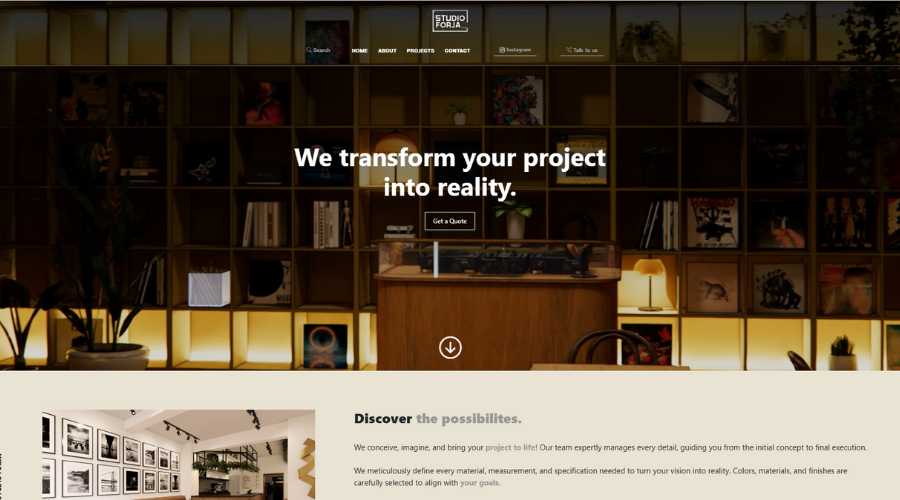 STUDIO
FORJA
Search
HOME
ABOUT
PROJECTS
CONTACT
Instagram
Talk to us
We transform your project
into reality.
Get a Quote
Discover the possibilites.
We conceive, imagine, and bring your project to life! Our team expertly manages every detail, guiding you from the initial concept to final execution.
We meticulously define every material, measurement, and specification needed to turn your vision into reality. Colors, materials, and finishes are
carefully selected to align with your goals.